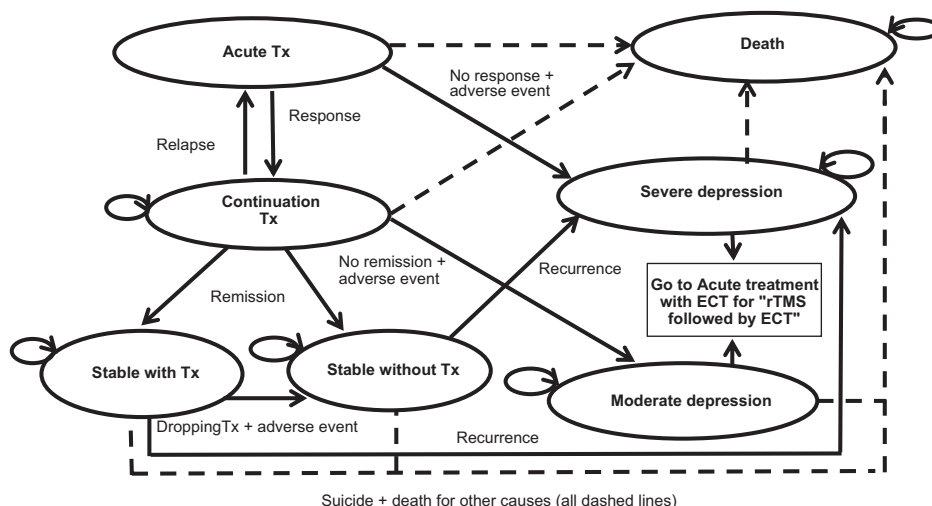 Acute Tx
Death
No response +
adverse event
Response
Relapse
Severe depression
Continuation
Tx
No remission +
adverse event
Recurrence
Go to Acute treatment
with ECT for "rTMS
followed by ECT"
Remission
Stable with Tx
Stable without Tx
Moderate depression
DroppingTx + adverse event
Recurrence
Suicide + death for other causes (all dashed lines)